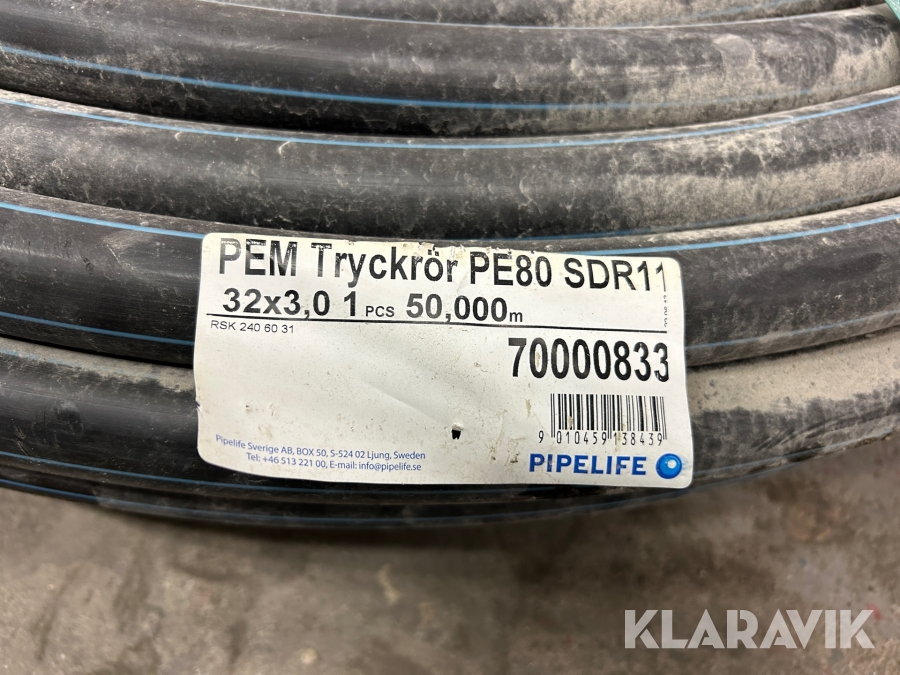 PEM Tryckrör PE80 SDR11
32x3,0 1 PCS 50,000m
RSK 240 60 31
70000833
9 010459 138439
Pipelife Sverige AB, BOX 50, S-524 02 Ljung, Sweden
Tel: +46 513 221 00, E-mail: info@pipelife.se
PIPELIFE
KLARAVIK